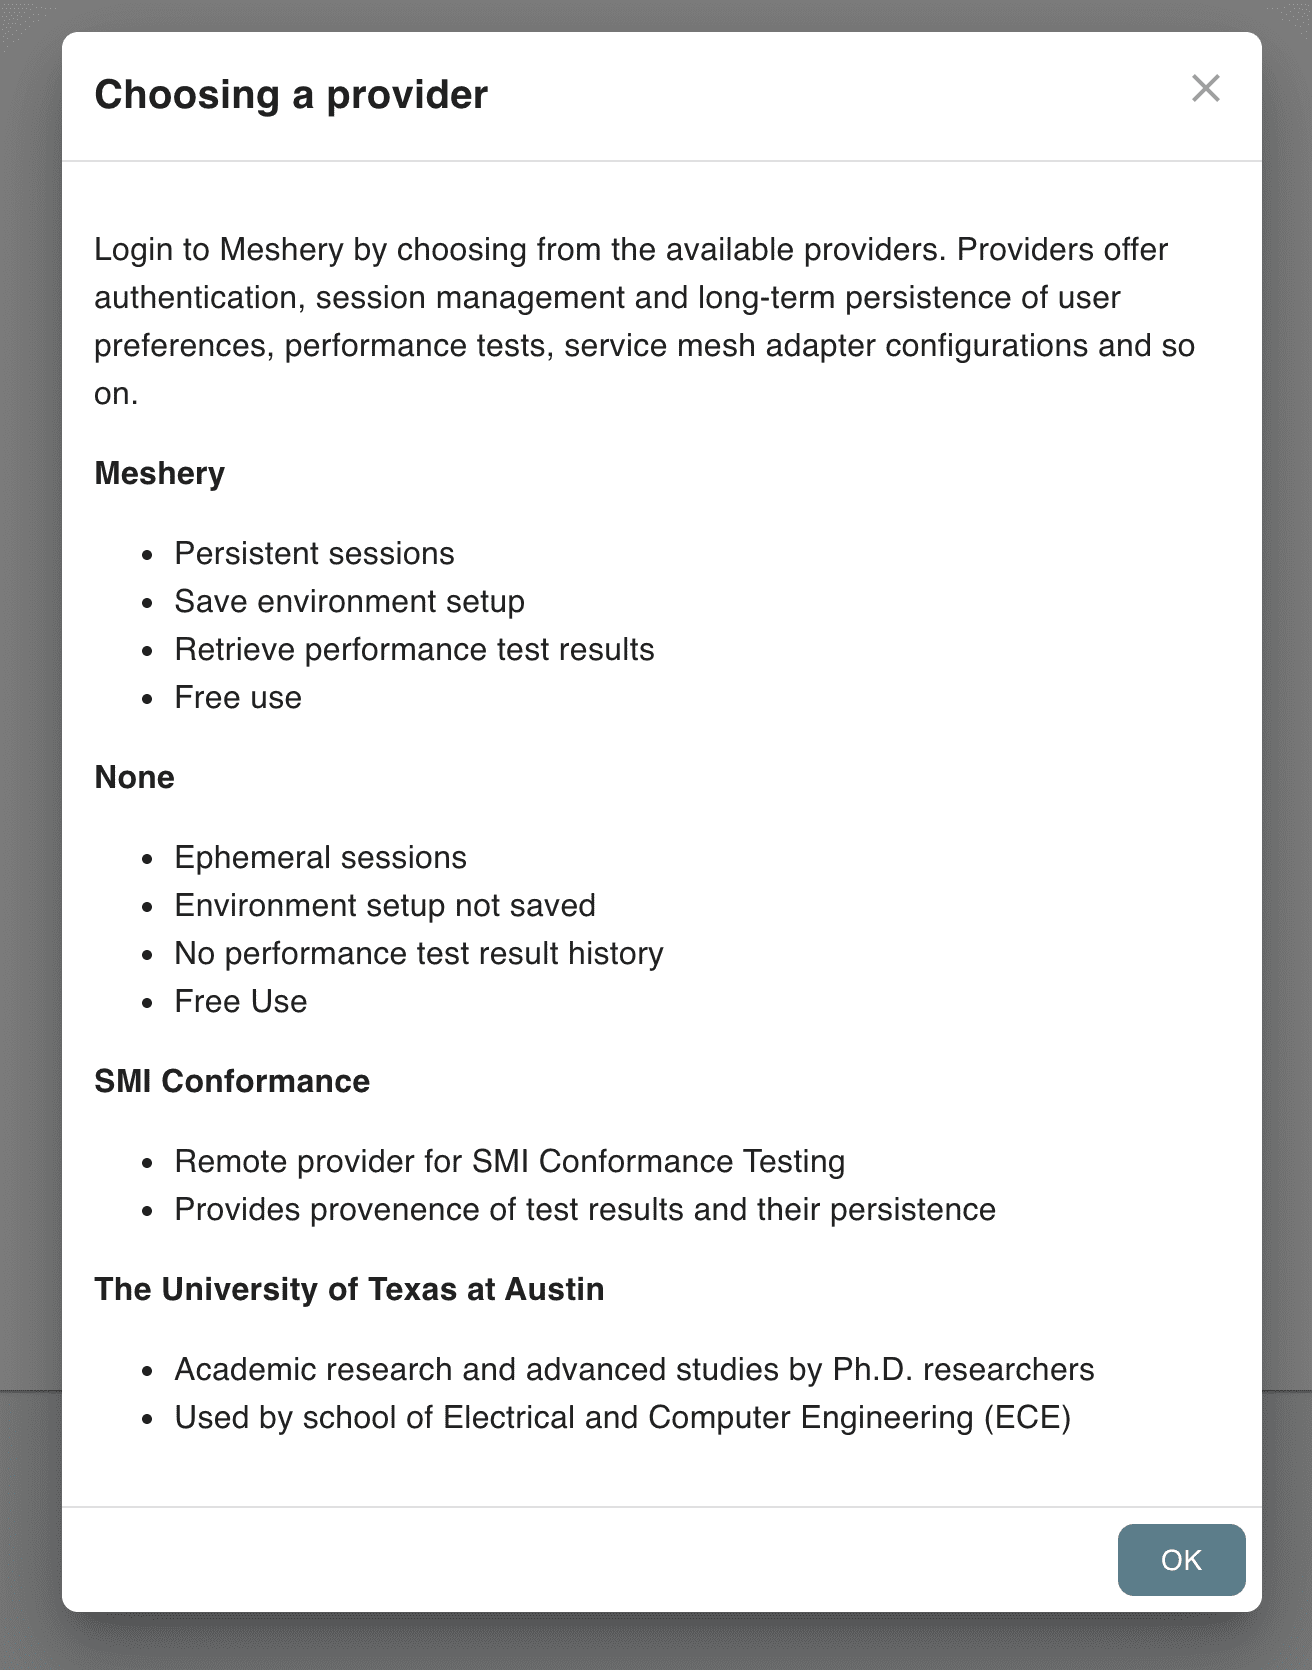 Choosing a provider
Login to Meshery by choosing from the available providers. Providers offer
authentication, session management and long-term persistence of user
preferences, performance tests, service mesh adapter configurations and so
on.
Meshery
• Persistent sessions
• Save environment setup
• Retrieve performance test results
• Free use
None
• Ephemeral sessions
• Environment setup not saved
• No performance test result history
• Free Use
SMI Conformance
• Remote provider for SMI Conformance Testing
• Provides provenence of test results and their persistence
The University of Texas at Austin
• Academic research and advanced studies by Ph.D. researchers
• Used by school of Electrical and Computer Engineering (ECE)
OK